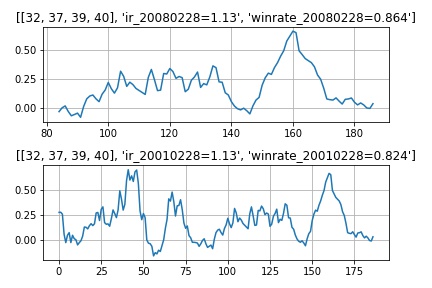 [[32, 37, 39, 40], 'ir_20080228=1.13', 'winrate_20080228=0.864']
0.50
0.25
0.00
80 100 120 140 160 180
[[32, 37, 39, 40], 'ir_20010228=1.13', 'winrate_20010228=0.824']
0.50
0.25
0.00
0 25 50 75 100 125 150 175